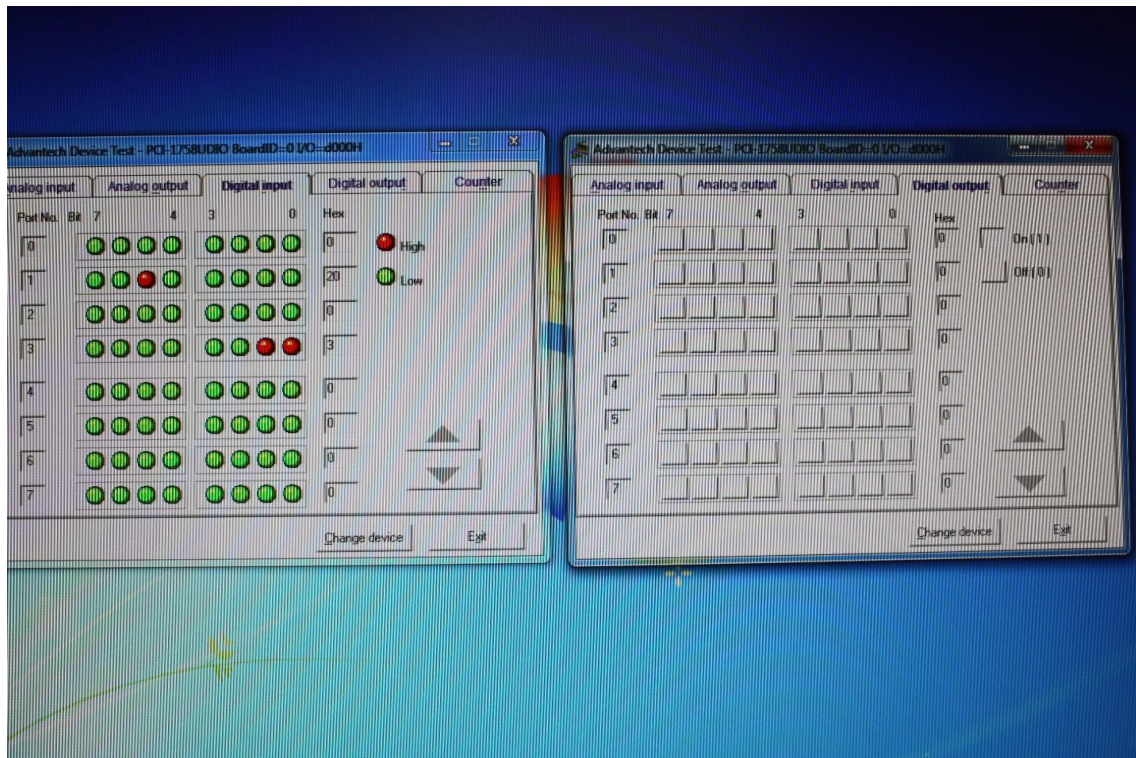 Advantech Device Test - PCI-1758UDIO BoardID=0 I/O=d000H
Analog input Analog output Digital input Digital output Counter
Port No. Bit 7 4 3 0 Hex
0 0 High
1 20 Low
2 0
3 3
4 0
5 0
6 0
7 0
Change device Exit
Advantech Device Test - PCI-1758UDIO BoardID=0 I/O=d000H
Analog input Analog output Digital input Digital output Counter
Port No. Bit 7 4 3 0 Hex
0 0 On ( 1 )
1 0 Off ( 0 )
2 0
3 0
4 0
5 0
6 0
7 0
Change device Exit